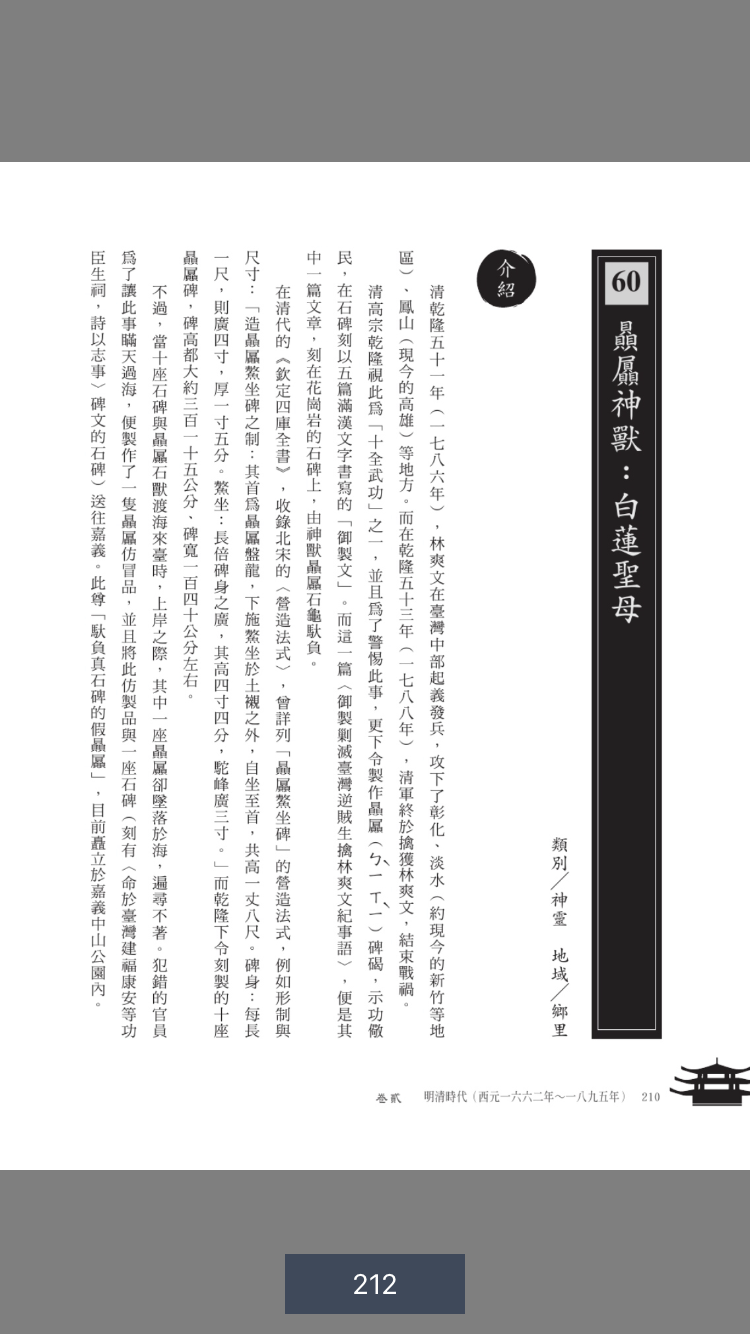 60 贔屭神獸：白蓮聖母
類別／神靈　地域／鄉里
介紹
清乾隆五十一年（一七八六年），林爽文在臺灣中部起義發兵，攻下了彰化、淡水（約現今的新竹等地
區）、鳳山（現今的高雄）等地方。而在乾隆五十三年（一七八八年），清軍終於擒獲林爽文，結束戰禍。
清高宗乾隆視此爲「十全武功」之一，並且爲了警惕此事，更下令製作贔屭（ㄅㄧˋ ㄒㄧˋ）碑碣，示功儆
民，在石碑刻以五篇滿漢文字書寫的「御製文」。而這一篇〈御製剿滅臺灣逆賊生擒林爽文紀事語〉，便是其
中一篇文章，刻在花崗岩的石碑上，由神獸贔屭石龜馱負。
在清代的《欽定四庫全書》，收錄北宋的〈營造法式〉，曾詳列「贔屭鰲坐碑」的營造法式，例如形制與
尺寸：「造贔屭鰲坐碑之制：其首爲贔屭盤龍，下施鰲坐於土襯之外，自坐至首，共高一丈八尺。碑身：每長
一尺，則廣四寸，厚一寸五分。鰲坐：長倍碑身之廣，其高四寸四分，駝峰廣三寸。」而乾隆下令刻製的十座
贔屭碑，碑高都大約三百一十五公分、碑寬一百四十公分左右。
不過，當十座石碑與贔屭石獸渡海來臺時，上岸之際，其中一座贔屭卻墜落於海，遍尋不著。犯錯的官員
爲了讓此事瞞天過海，便製作了一隻贔屭仿冒品，並且將此仿製品與一座石碑（刻有〈命於臺灣建福康安等功
臣生祠，詩以志事〉碑文的石碑）送往嘉義。此尊「馱負真石碑的假贔屭」，目前矗立於嘉義中山公園內。
卷貳　明清時代（西元一六六二年～一八九五年）　210
212